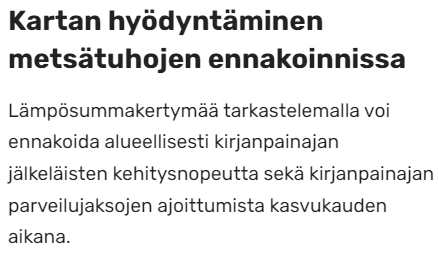 Kartan hyödyntäminen
metsätuhojen ennakoinnissa
Lämpösummakertymää tarkastelemalla voi
ennakoida alueellisesti kirjanpainajan
jälkeläisten kehitysnopeutta sekä kirjanpainajan
parveilujaksojen ajoittumista kasvukauden
aikana.